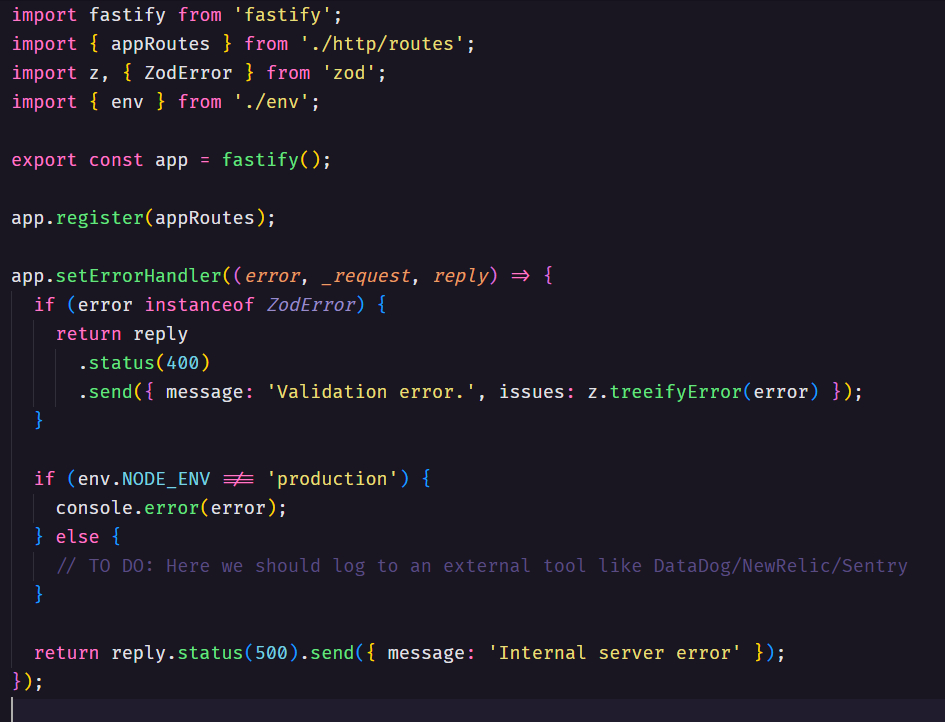 import fastify from 'fastify';
import { appRoutes } from './http/routes';
import z, { ZodError } from 'zod';
import { env } from './env';

export const app = fastify();

app.register(appRoutes);

app.setErrorHandler((error, _request, reply) => {
  if (error instanceof ZodError) {
    return reply
      .status(400)
      .send({ message: 'Validation error.', issues: z.treeifyError(error) });
  }

  if (env.NODE_ENV !== 'production') {
    console.error(error);
  } else {
    // TO DO: Here we should log to an external tool like DataDog/NewRelic/Sentry
  }

  return reply.status(500).send({ message: 'Internal server error' });
});